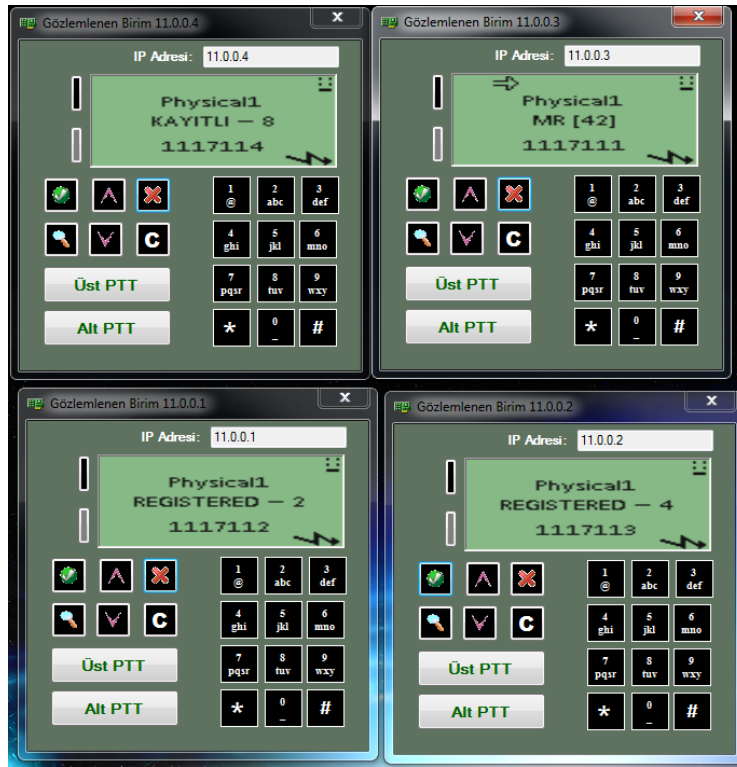 Gözlemlenen Birim 11.0.0.4
X
IP Adresi: 11.0.0.4
Physical1
KAYITLI – 8
1117114
1 @ 2 abc 3 def
C 4 ghi 5 jkl 6 mno
Üst PTT 7 pqsr 8 tuv 9 wxy
Alt PTT * 0 _ #
Gözlemlenen Birim 11.0.0.3
X
IP Adresi: 11.0.0.3
Physical1
MR [42]
1117111
1 @ 2 abc 3 def
C 4 ghi 5 jkl 6 mno
Üst PTT 7 pqsr 8 tuv 9 wxy
Alt PTT * 0 _ #
Gözlemlenen Birim 11.0.0.1
X
IP Adresi: 11.0.0.1
Physical1
REGISTERED – 2
1117112
1 @ 2 abc 3 def
C 4 ghi 5 jkl 6 mno
Üst PTT 7 pqsr 8 tuv 9 wxy
Alt PTT * 0 _ #
Gözlemlenen Birim 11.0.0.2
X
IP Adresi: 11.0.0.2
Physical1
REGISTERED – 4
1117113
1 @ 2 abc 3 def
C 4 ghi 5 jkl 6 mno
Üst PTT 7 pqsr 8 tuv 9 wxy
Alt PTT * 0 _ #